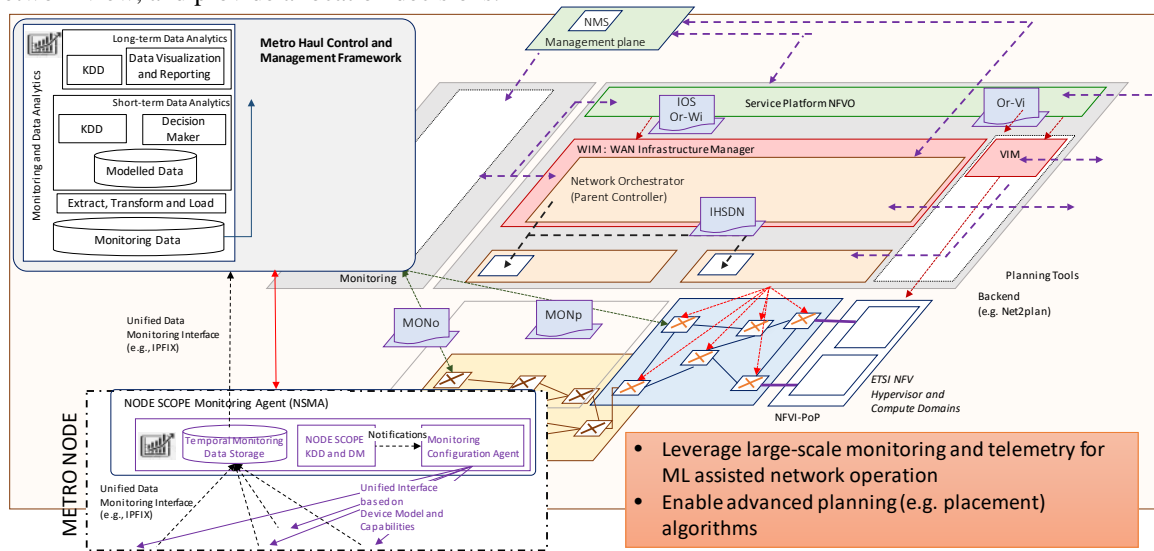 Long-term Data Analytics
KDD
Data Visualization
and Reporting
Short-term Data Analytics
KDD
Decision
Maker
Modelled Data
Extract, Transform and Load
Monitoring Data
Monitoring and Data Analytics
Metro Haul Control and
Management Framework
NMS
Management plane
IOS
Or-Wi
Service Platform NFVO
Or-Vi
WIM : WAN Infrastructure Manager
VIM
Network Orchestrator
(Parent Controller)
IHSDN
Monitoring
Planning Tools
Backend
(e.g. Net2plan)
MONo
MONp
Unified Data
Monitoring Interface
(e.g., IPFIX)
ETSI NFV
Hypervisor and
Compute Domains
NFVI-PoP
METRO NODE
NODE SCOPE Monitoring Agent (NSMA)
Temporal Monitoring
Data Storage
NODE SCOPE
KDD and DM
Notifications
Monitoring
Configuration Agent
Unified Data
Monitoring Interface
(e.g., IPFIX)
Unified Interface
based on
Device Model and
Capabilities
• Leverage large-scale monitoring and telemetry for
ML assisted network operation
• Enable advanced planning (e.g. placement)
algorithms